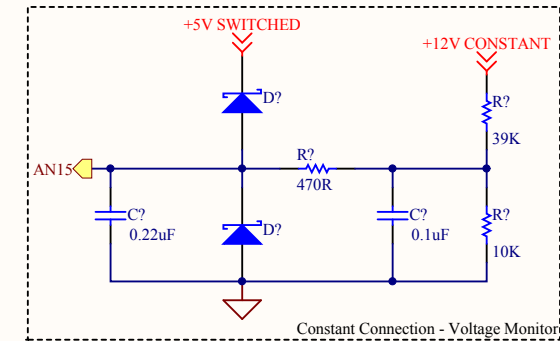 +5V SWITCHED
+12V CONSTANT
D?
R?
39K
AN15
R?
470R
C?
0.22uF
D?
C?
0.1uF
R?
10K
Constant Connection - Voltage Monitor